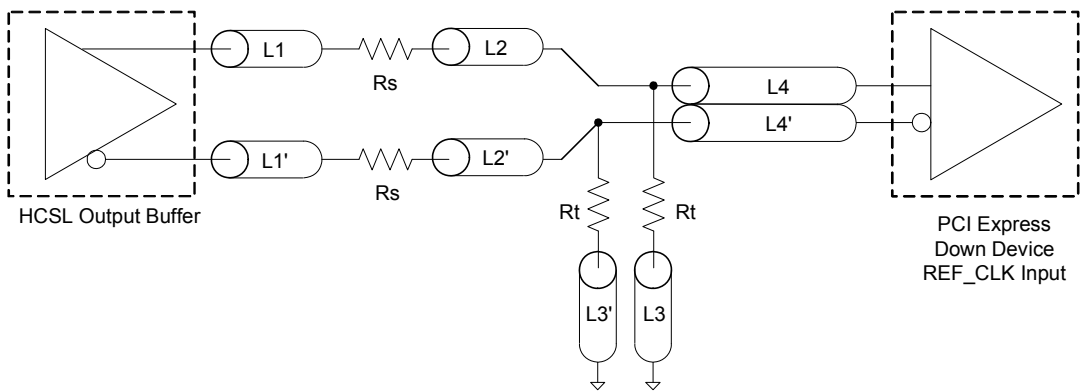 L1
Rs
L2
L4
L4'
L1'
Rs
L2'
HCSL Output Buffer
Rt
Rt
L3'
L3
PCI Express
Down Device
REF_CLK Input